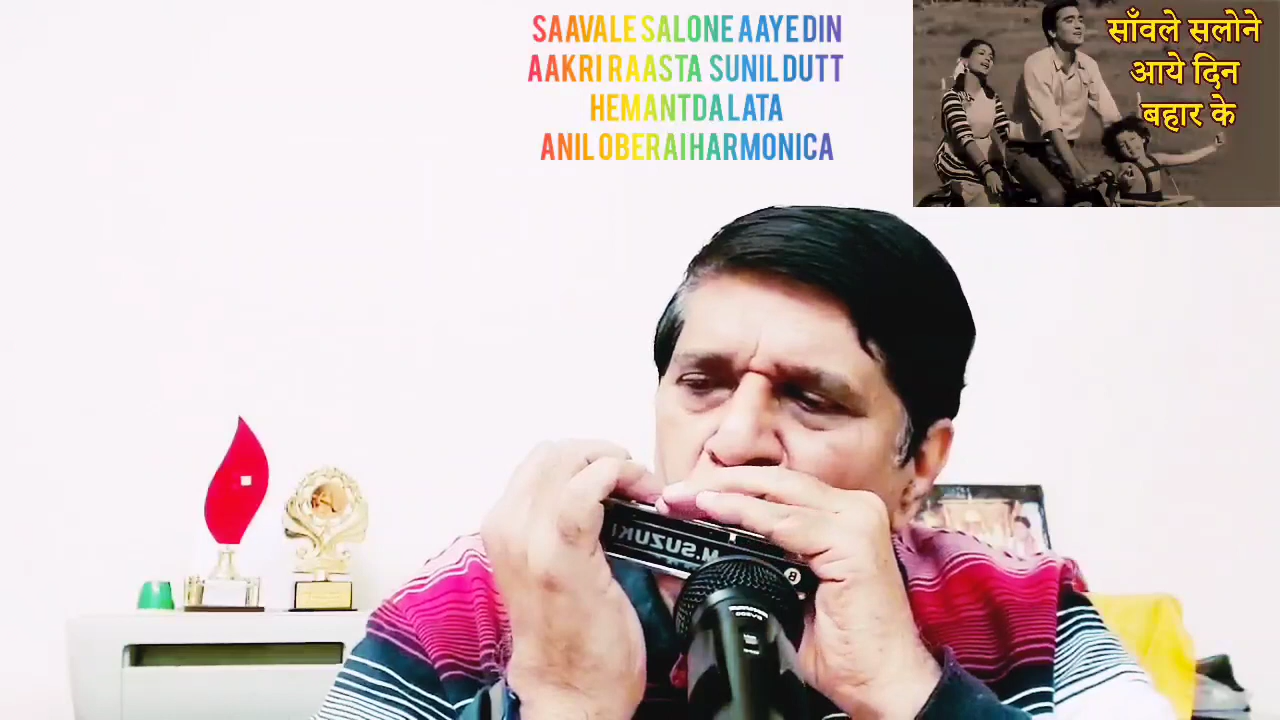 SAAVALE SALONE AAYE DIN
AAKRI RAASTA SUNIL DUTT
HEMANTDA LATA
ANIL OBERAI HARMONICA
साँवले सलोने
आये दिन
बहार के
M.SUZUKI
B